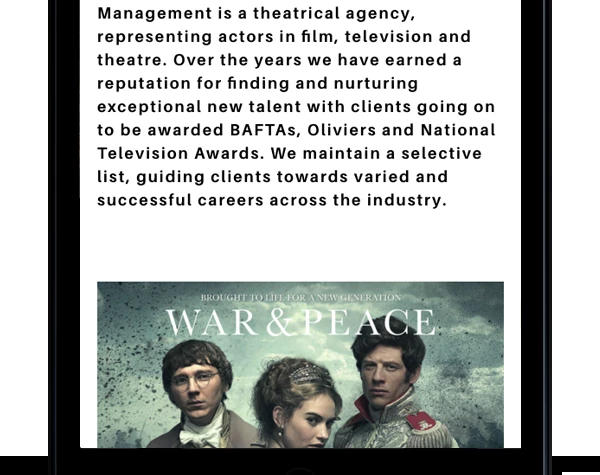 Management is a theatrical agency,
representing actors in film, television and
theatre. Over the years we have earned a
reputation for finding and nurturing
exceptional new talent with clients going on
to be awarded BAFTAs, Oliviers and National
Television Awards. We maintain a selective
list, guiding clients towards varied and
successful careers across the industry.
BROUGHT TO LIFE FOR A NEW GENERATION
WAR & PEACE